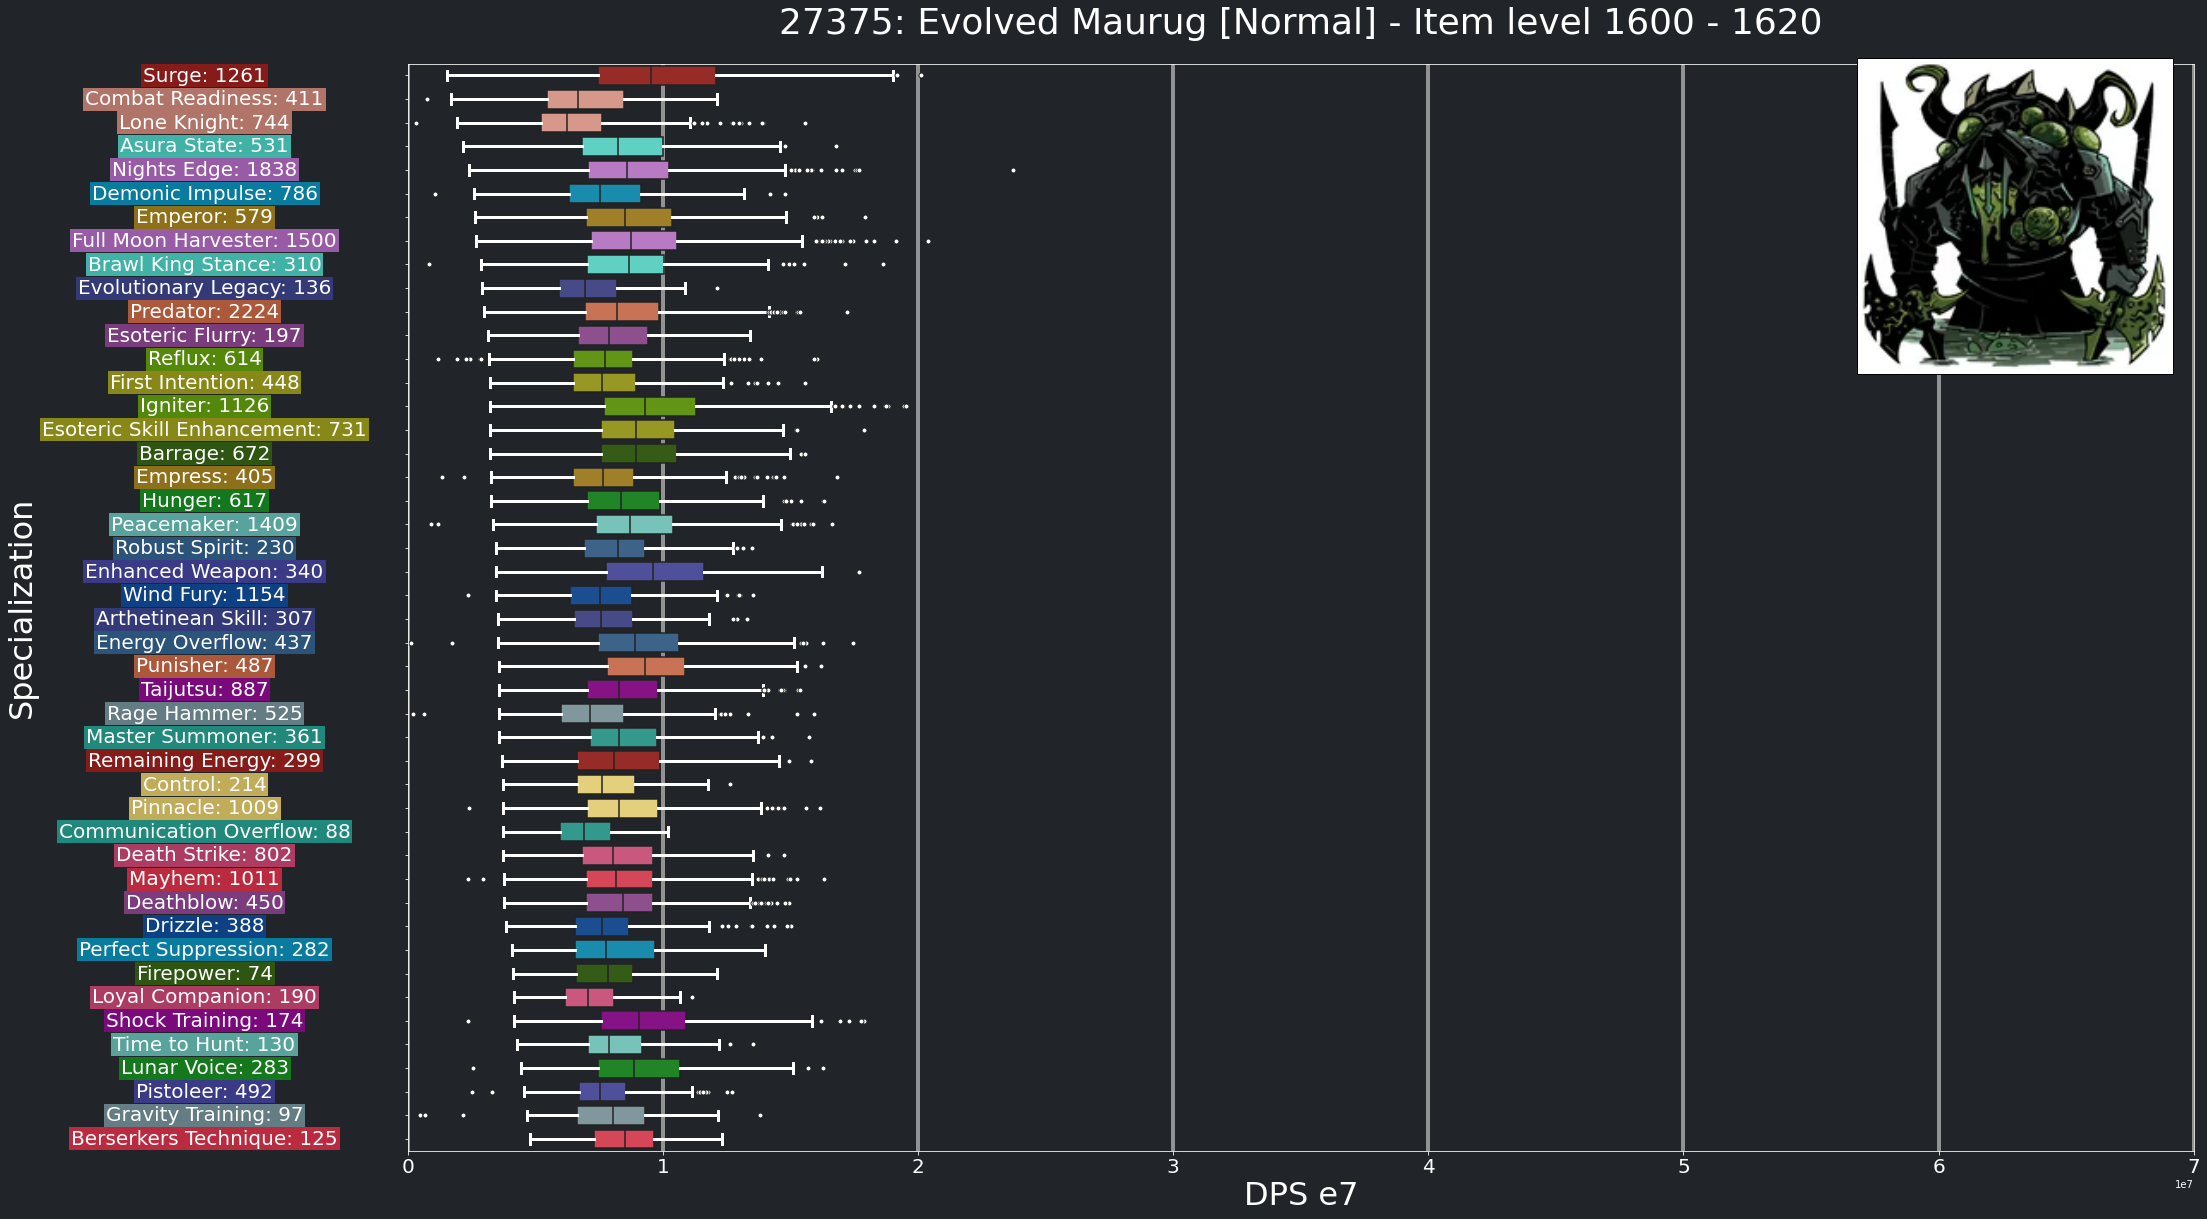 27375: Evolved Maurug [Normal] - Item level 1600 - 1620
Specialization
Surge: 1261
Combat Readiness: 411
Lone Knight: 744
Asura State: 531
Nights Edge: 1838
Demonic Impulse: 786
Emperor: 579
Full Moon Harvester: 1500
Brawl King Stance: 310
Evolutionary Legacy: 136
Predator: 2224
Esoteric Flurry: 197
Reflux: 614
First Intention: 448
Igniter: 1126
Esoteric Skill Enhancement: 731
Barrage: 672
Empress: 405
Hunger: 617
Peacemaker: 1409
Robust Spirit: 230
Enhanced Weapon: 340
Wind Fury: 1154
Arthetinean Skill: 307
Energy Overflow: 437
Punisher: 487
Taijutsu: 887
Rage Hammer: 525
Master Summoner: 361
Remaining Energy: 299
Control: 214
Pinnacle: 1009
Communication Overflow: 88
Death Strike: 802
Mayhem: 1011
Deathblow: 450
Drizzle: 388
Perfect Suppression: 282
Firepower: 74
Loyal Companion: 190
Shock Training: 174
Time to Hunt: 130
Lunar Voice: 283
Pistoleer: 492
Gravity Training: 97
Berserkers Technique: 125
0 1 2 3 4 5 6 7
1e7
DPS e7